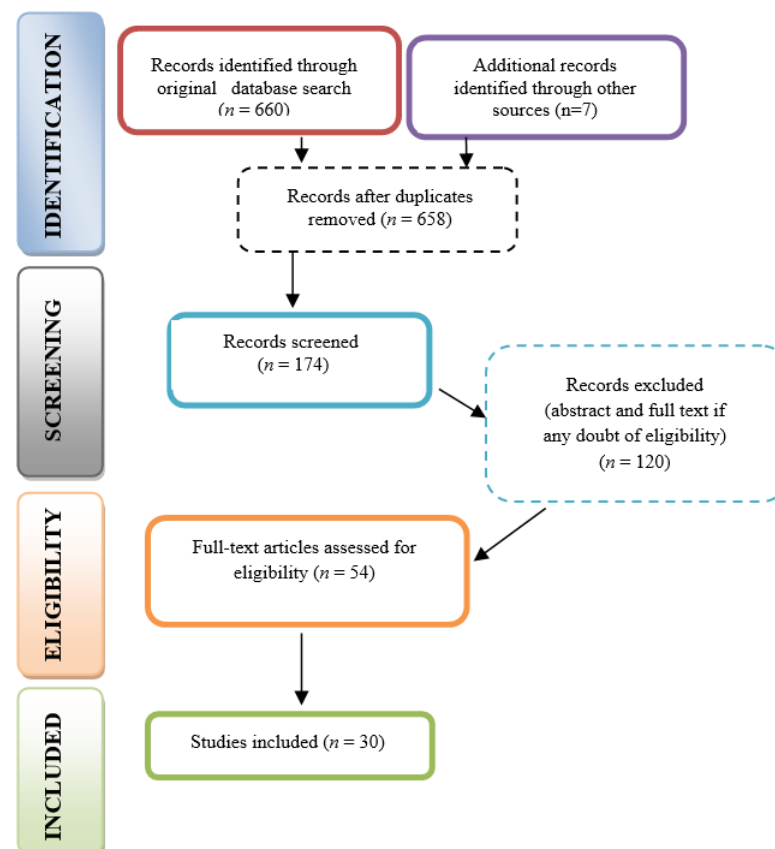 IDENTIFICATION
Records identified through
original database search
(n = 660)
Additional records
identified through other
sources (n=7)
Records after duplicates
removed (n = 658)
SCREENING
Records screened
(n = 174)
Records excluded
(abstract and full text if
any doubt of eligibility)
(n = 120)
ELIGIBILITY
Full-text articles assessed for
eligibility (n = 54)
INCLUDED
Studies included (n = 30)